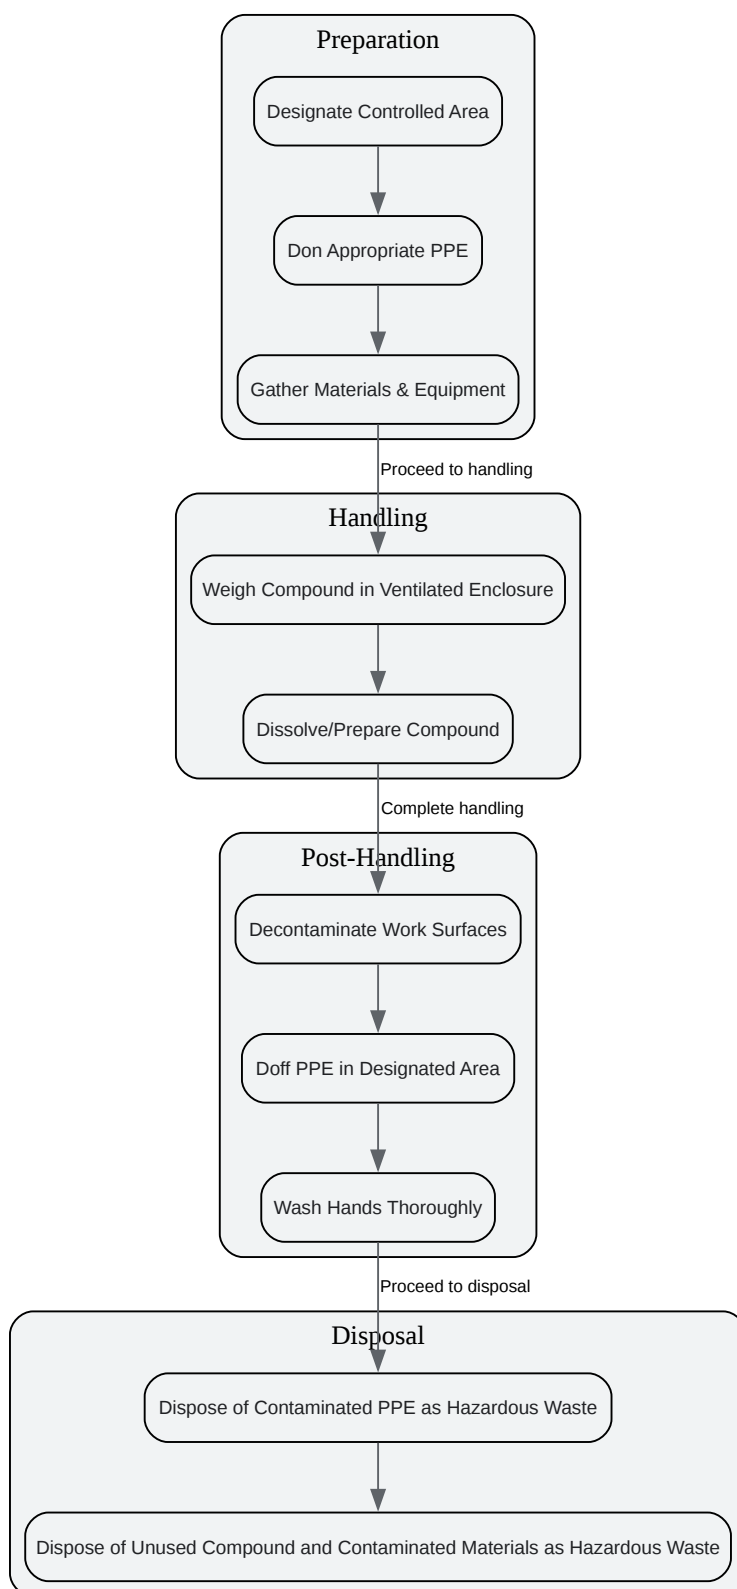 Preparation
Designate Controlled Area
Don Appropriate PPE
Gather Materials & Equipment
Proceed to handling
Handling
Weigh Compound in Ventilated Enclosure
Dissolve/Prepare Compound
Complete handling
Post-Handling
Decontaminate Work Surfaces
Doff PPE in Designated Area
Wash Hands Thoroughly
Proceed to disposal
Disposal
Dispose of Contaminated PPE as Hazardous Waste
Dispose of Unused Compound and Contaminated Materials as Hazardous Waste